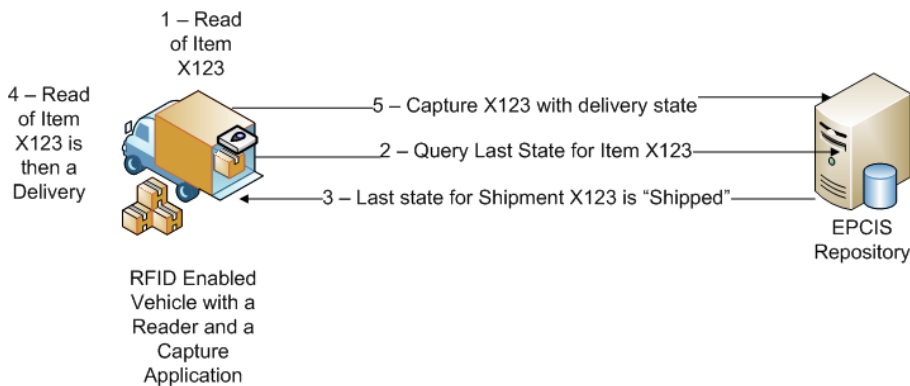 1 – Read
of Item
X123
4 – Read
of Item
X123 is
then a
Delivery
5 – Capture X123 with delivery state
2 – Query Last State for Item X123
3 – Last state for Shipment X123 is “Shipped”
EPCIS
Repository
RFID Enabled
Vehicle with a
Reader and a
Capture
Application